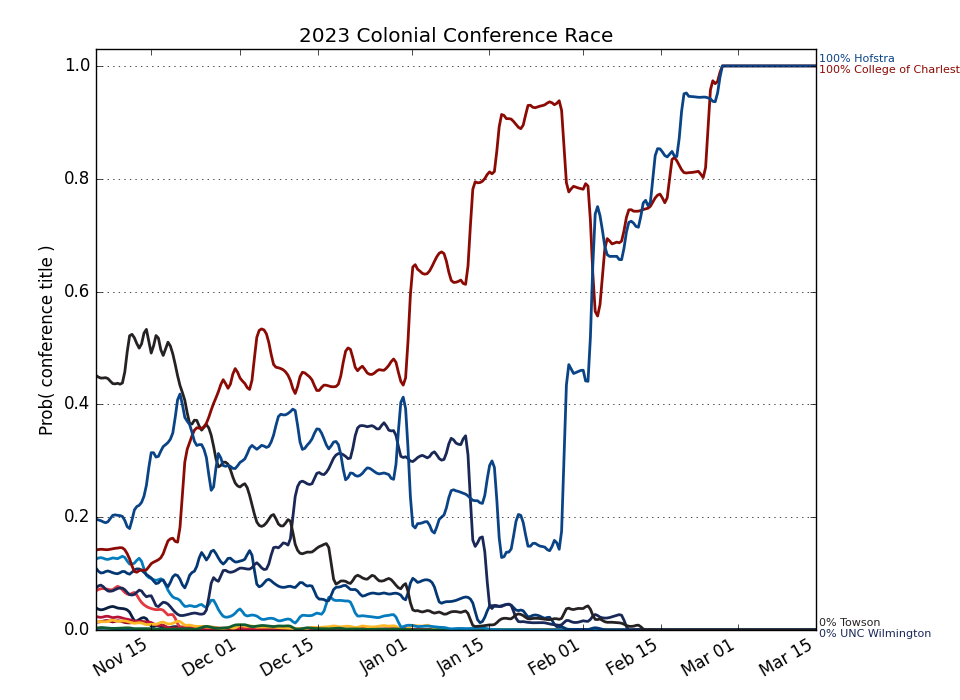 2023 Colonial Conference Race
Prob( conference title )
1.0
0.8
0.6
0.4
0.2
0.0
Nov 15
Dec 01
Dec 15
Jan 01
Jan 15
Feb 01
Feb 15
Mar 01
Mar 15
100% Hofstra
100% College of Charlest
0% Towson
0% UNC Wilmington